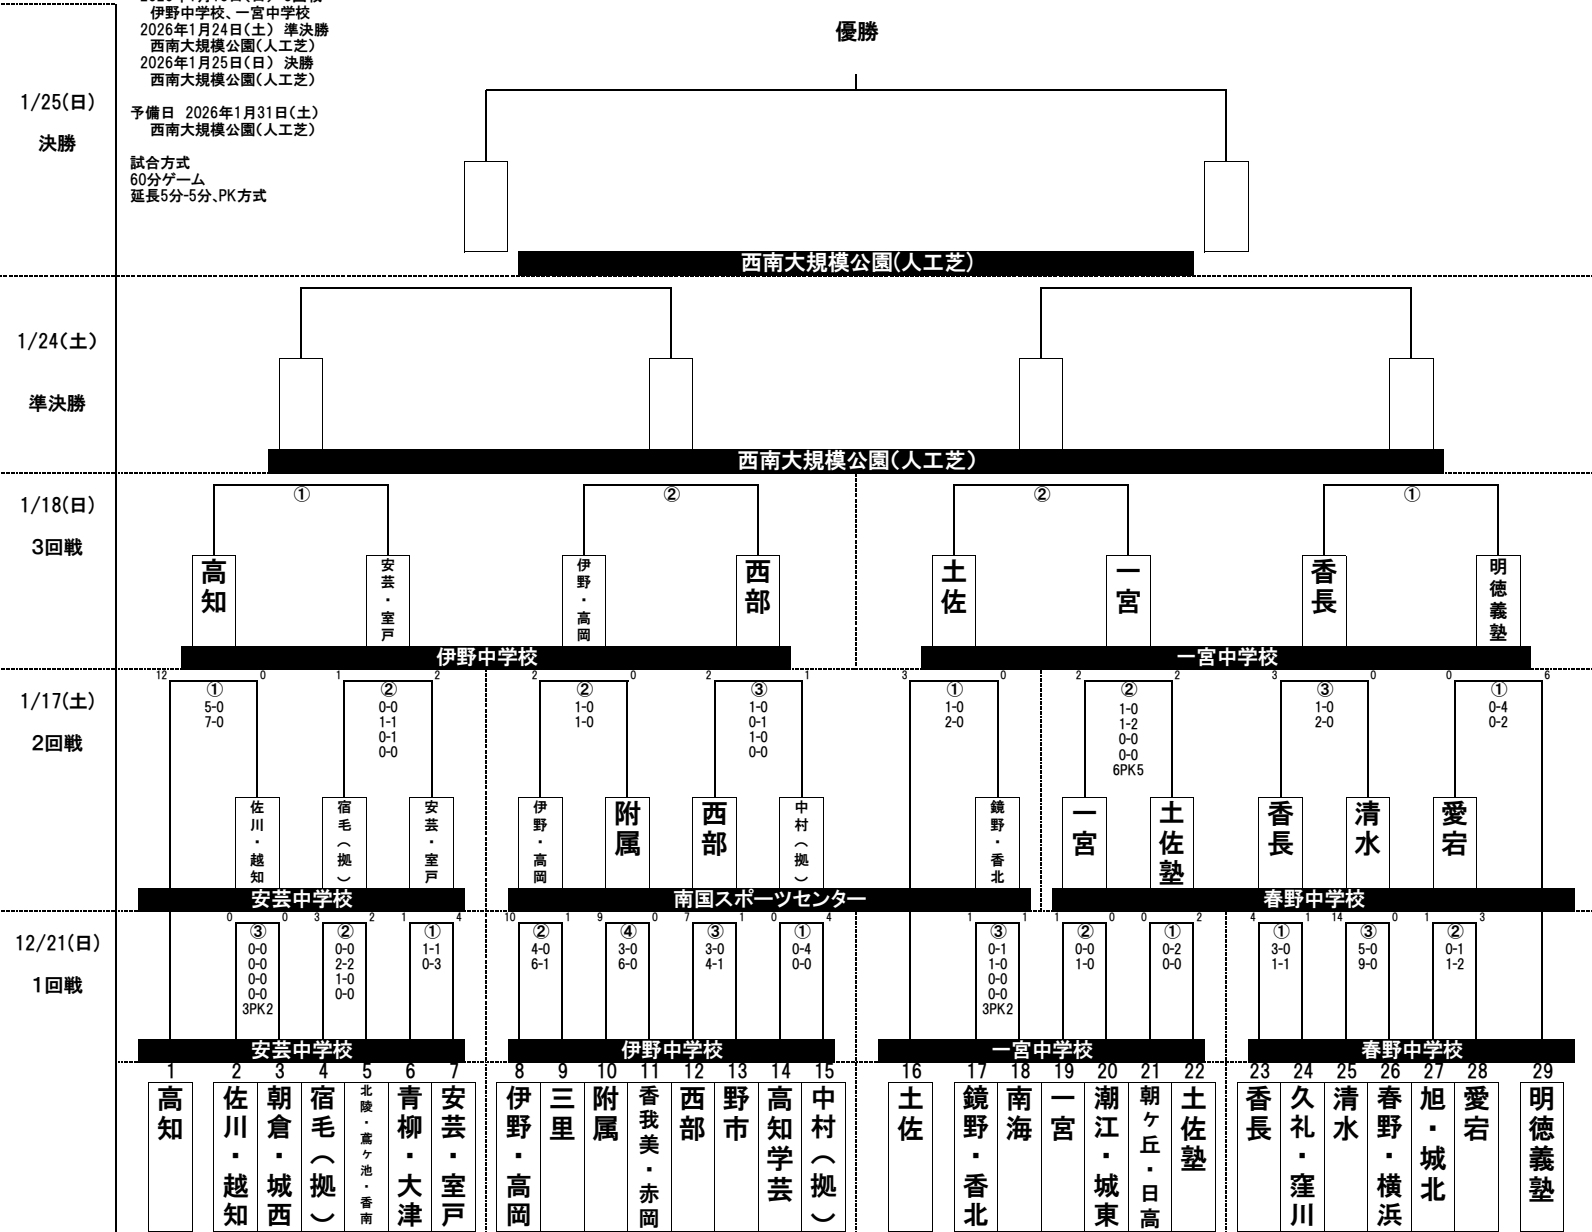 伊野中学校、一宮中学校
2026年1月24日(土) 準決勝
西南大規模公園(人工芝)
2026年1月25日(日) 決勝
西南大規模公園(人工芝)
予備日 2026年1月31日(土)
西南大規模公園(人工芝)
試合方式
60分ゲーム
延長5分-5分、PK方式
優勝
1/25(日)
決勝
西南大規模公園(人工芝)
1/24(土)
準決勝
西南大規模公園(人工芝)
1/18(日)
3回戦
① ② ② ①
高知
安芸・室戸
伊野・高岡
西部
土佐
一宮
香長
明徳義塾
伊野中学校 一宮中学校
1/17(土)
2回戦
12 ① 0
5-0
7-0
1 ② 2
0-0
1-1
0-1
0-0
2 ② 0
1-0
1-0
2 ③ 1
1-0
0-1
1-0
0-0
3 ① 0
1-0
2-0
2 ② 2
1-0
1-2
0-0
0-0
6PK5
3 ③ 0
1-0
2-0
0 ① 6
0-4
0-2
佐川・越知
宿毛(拠)
安芸・室戸
伊野・高岡
附属
西部
中村(拠)
鏡野・香北
一宮
土佐塾
香長
清水
愛宕
安芸中学校 南国スポーツセンター 春野中学校
12/21(日)
1回戦
0 ③ 0
0-0
0-0
0-0
0-0
3PK2
3 ② 2
0-0
2-2
1-0
0-0
1 ① 4
1-1
0-3
10 ② 1
4-0
6-1
9 ④ 0
3-0
6-0
7 ③ 1
3-0
4-1
0 ① 4
0-4
0-0
1 ③ 1
0-1
1-0
0-0
0-0
3PK2
1 ② 0
0-0
1-0
0 ① 2
0-2
0-0
4 ① 1
3-0
1-1
14 ③ 0
5-0
9-0
1 ② 3
0-1
1-2
安芸中学校 伊野中学校 一宮中学校 春野中学校
1 高知
2 佐川・越知
3 朝倉・城西
4 宿毛(拠)
5 北陵・鳶ケ池・香南
6 青柳・大津
7 安芸・室戸
8 伊野・高岡
9 三里
10 附属
11 香我美・赤岡
12 西部
13 野市
14 高知学芸
15 中村(拠)
16 土佐
17 鏡野・香北
18 南海
19 一宮
20 潮江・城東
21 朝ケ丘・日高
22 土佐塾
23 香長
24 久礼・窪川
25 清水
26 春野・横浜
27 旭・城北
28 愛宕
29 明徳義塾